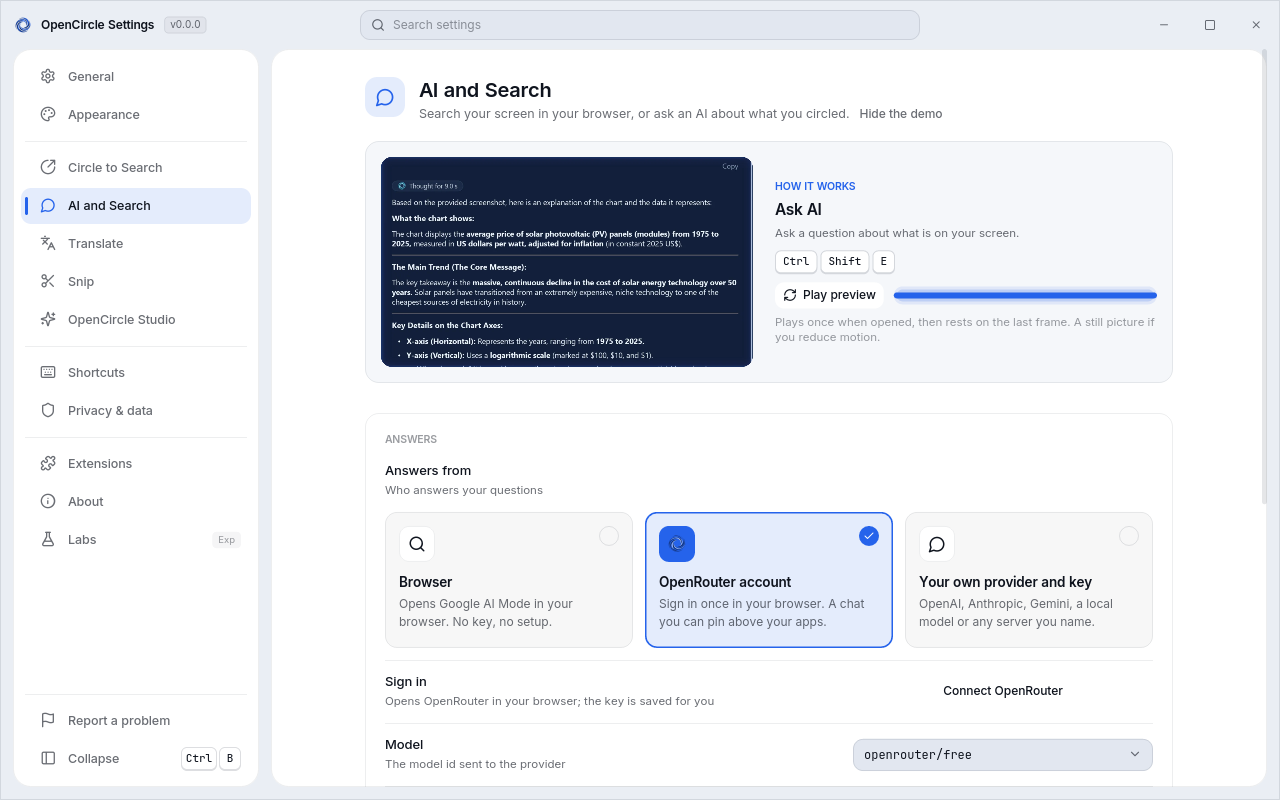 OpenCircle Settings
v0.0.0
Search settings
General
Appearance
Circle to Search
AI and Search
Translate
Snip
OpenCircle Studio
Shortcuts
Privacy & data
Extensions
About
Labs
Exp
Report a problem
Collapse
Ctrl
B
AI and Search
Search your screen in your browser, or ask an AI about what you circled. Hide the demo
Copy
Thought for 9.0 s
Based on the provided screenshot, here is an explanation of the chart and the data it represents:
What the chart shows:
The chart displays the average price of solar photovoltaic (PV) panels (modules) from 1975 to
2025, measured in US dollars per watt, adjusted for inflation (in constant 2025 US$).
The Main Trend (The Core Message):
The key takeaway is the massive, continuous decline in the cost of solar energy technology over 50
years. Solar panels have transitioned from an extremely expensive, niche technology to one of the
cheapest sources of electricity in history.
Key Details on the Chart Axes:
• X-axis (Horizontal): Represents the years, ranging from 1975 to 2025.
• Y-axis (Vertical): Uses a logarithmic scale (marked at $100, $10, and $1).
HOW IT WORKS
Ask AI
Ask a question about what is on your screen.
Ctrl
Shift
E
Play preview
Plays once when opened, then rests on the last frame. A still picture if
you reduce motion.
ANSWERS
Answers from
Who answers your questions
Browser
Opens Google AI Mode in your
browser. No key, no setup.
OpenRouter account
Sign in once in your browser. A chat
you can pin above your apps.
Your own provider and key
OpenAI, Anthropic, Gemini, a local
model or any server you name.
Sign in
Opens OpenRouter in your browser; the key is saved for you
Connect OpenRouter
Model
The model id sent to the provider
openrouter/free